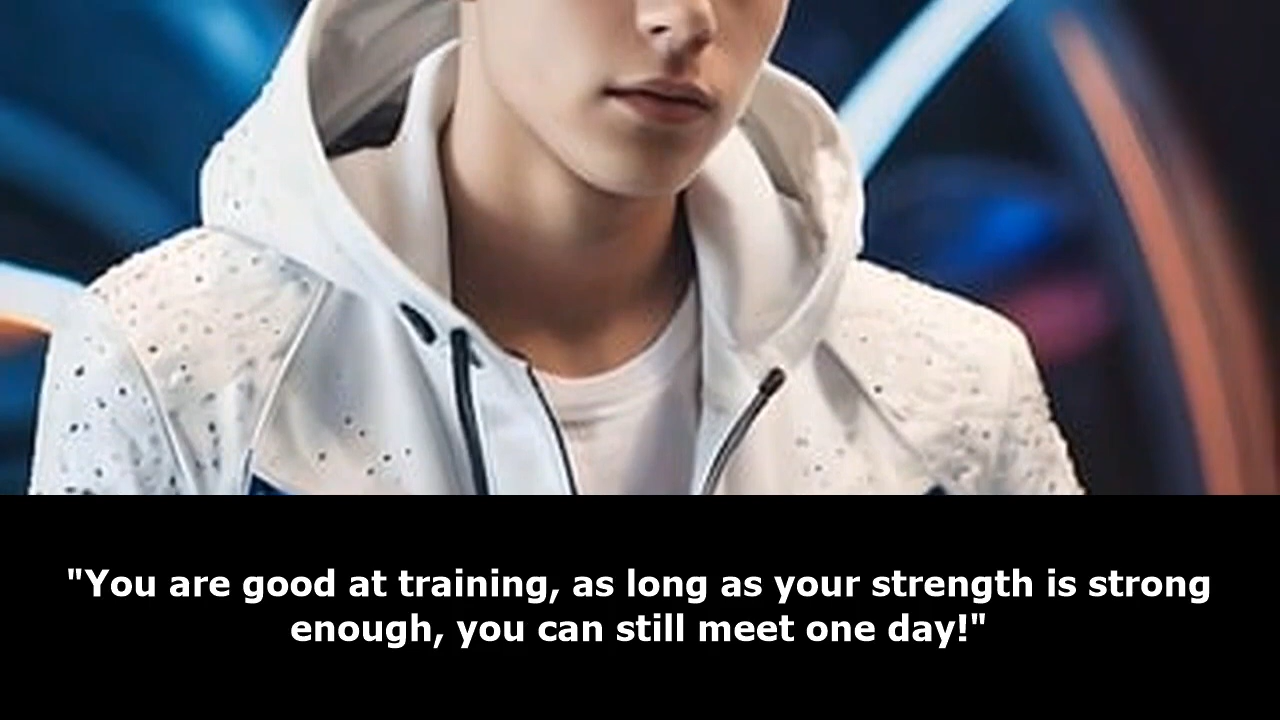 "You are good at training, as long as your strength is strong
enough, you can still meet one day!"